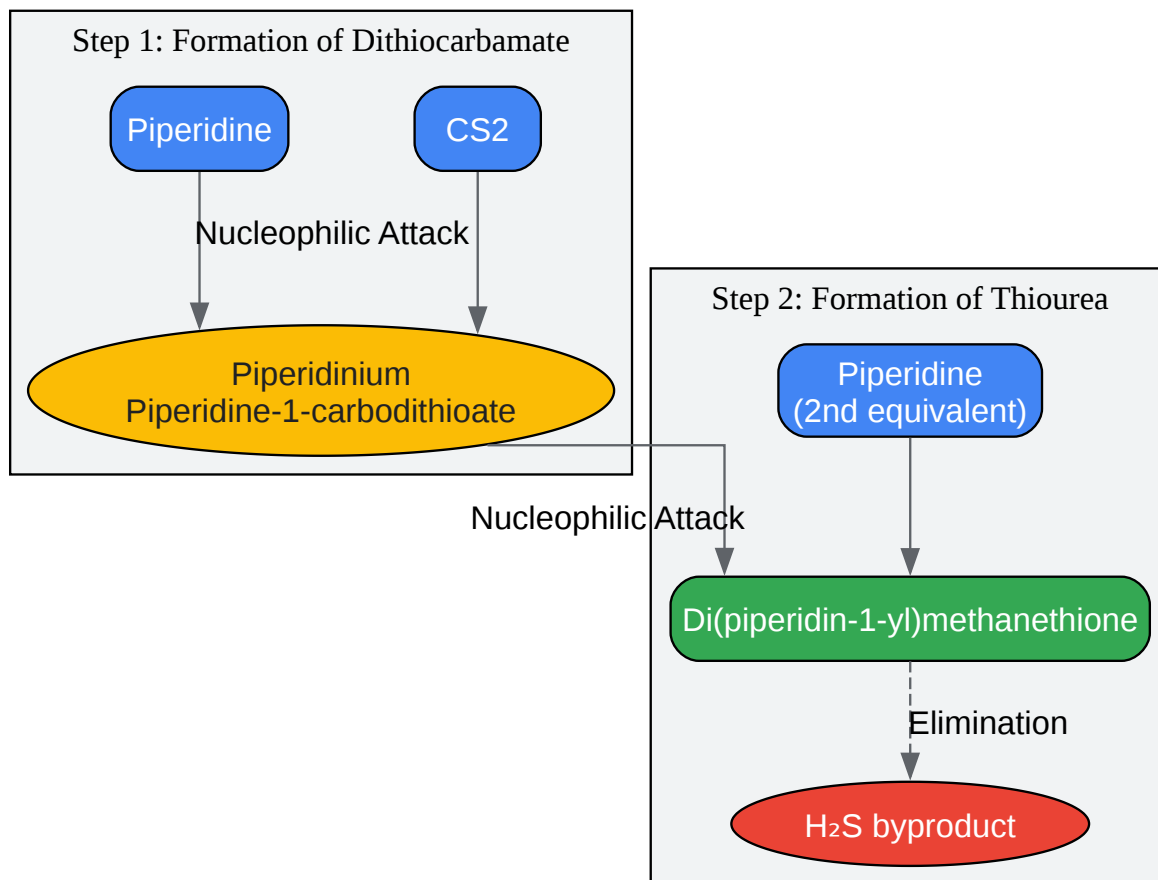 Step 1: Formation of Dithiocarbamate
Piperidine
CS2
Nucleophilic Attack
Piperidinium
Piperidine-1-carbodithioate
Step 2: Formation of Thiourea
Piperidine
(2nd equivalent)
Nucleophilic Attack
Di(piperidin-1-yl)methanethione
Elimination
H₂S byproduct